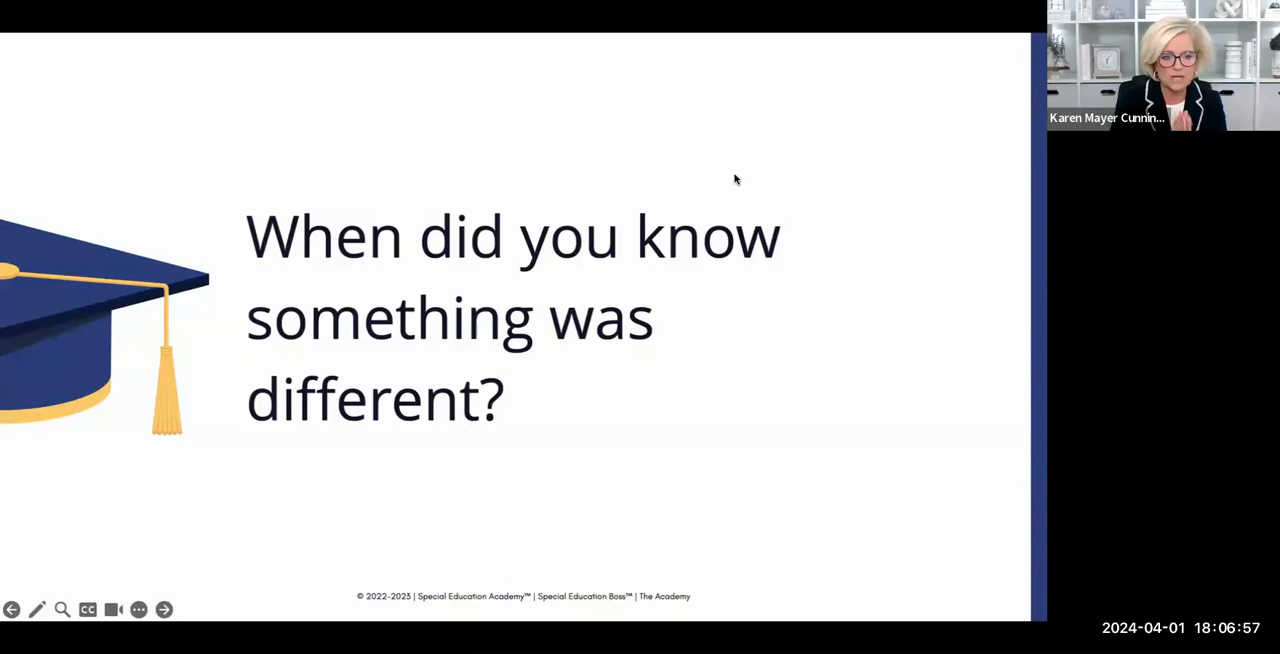 Karen Mayer Cunnin...
When did you know
something was
different?
© 2022-2023 | Special Education Academy™ | Special Education Boss™ | The Academy
CC
2024-04-01 18:06:57